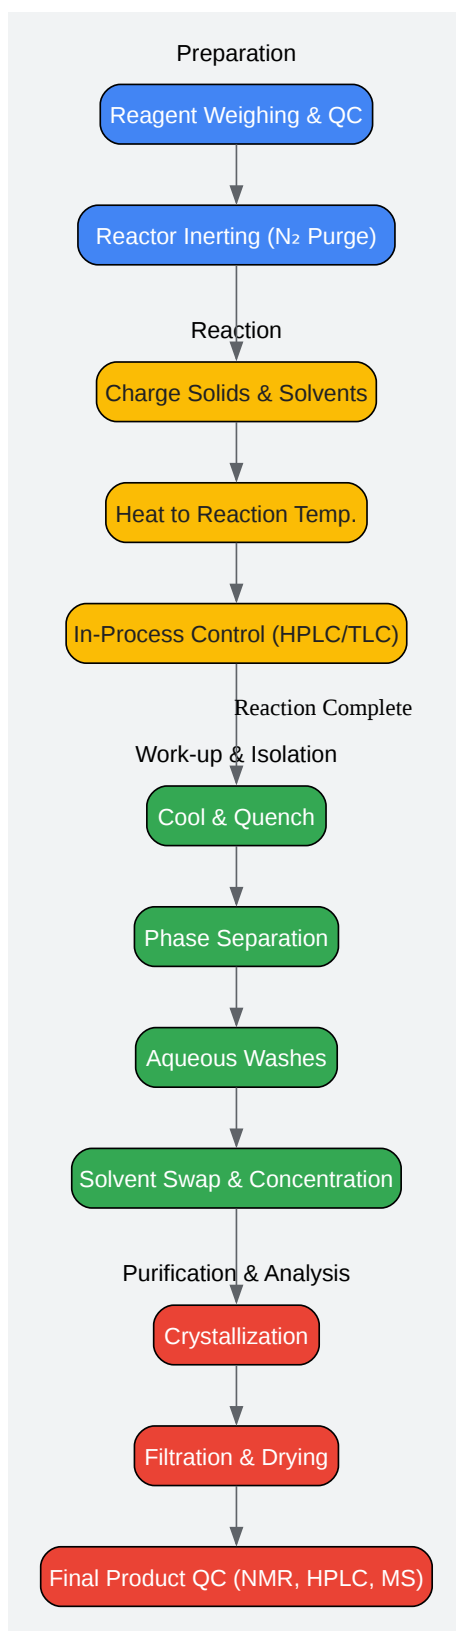 Preparation
Reagent Weighing & QC
Reactor Inerting (N₂ Purge)
Reaction
Charge Solids & Solvents
Heat to Reaction Temp.
In-Process Control (HPLC/TLC)
Reaction Complete
Work-up & Isolation
Cool & Quench
Phase Separation
Aqueous Washes
Solvent Swap & Concentration
Purification & Analysis
Crystallization
Filtration & Drying
Final Product QC (NMR, HPLC, MS)